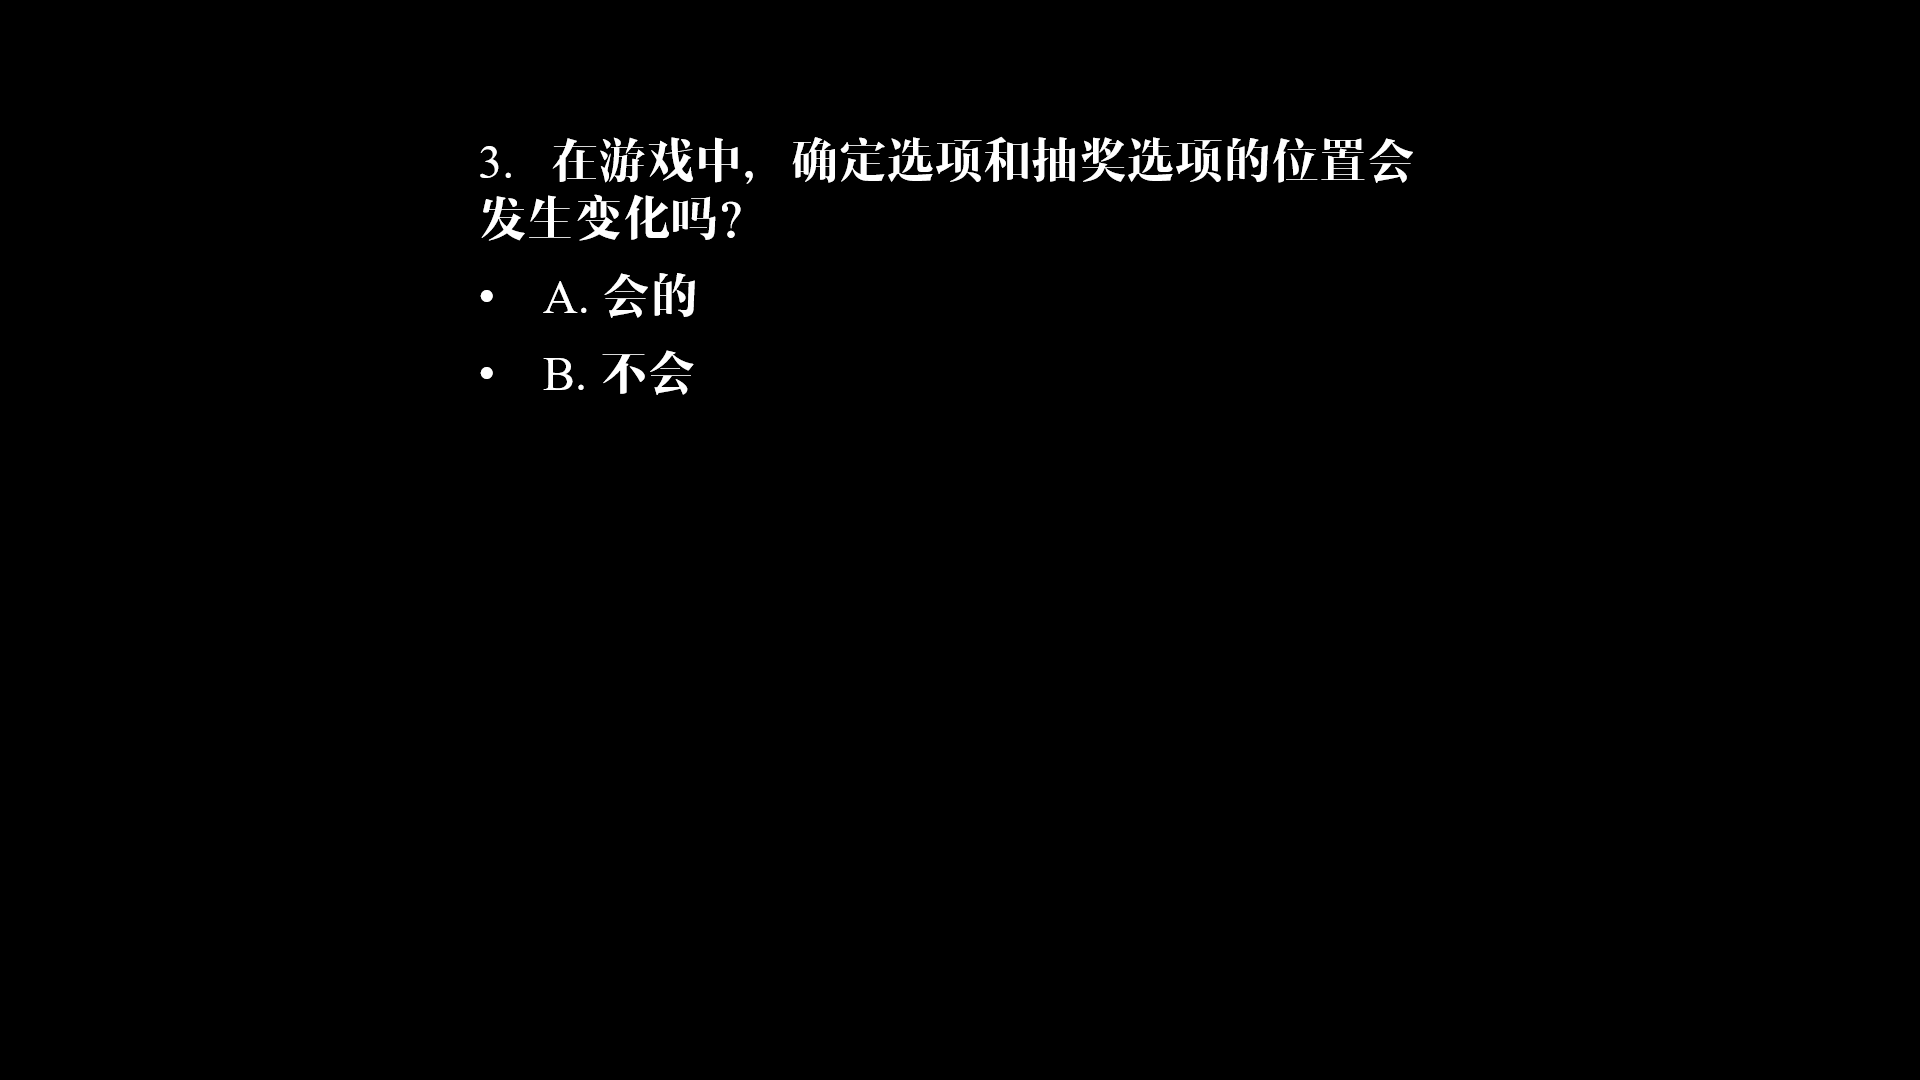 3. 在游戏中，确定选项和抽奖选项的位置会
发生变化吗？
• A. 会的
• B. 不会